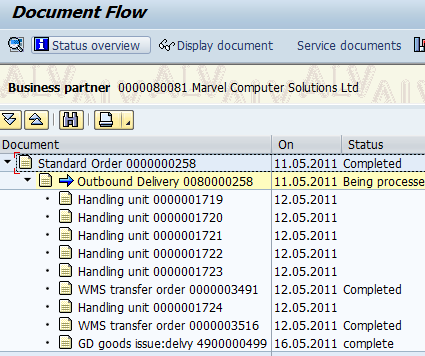 Document Flow
Status overview Display document Service documents
Business partner 0000080081 Marvel Computer Solutions Ltd
Document On Status
Standard Order 0000000258 11.05.2011 Completed
Outbound Delivery 0080000258 11.05.2011 Being processe
Handling unit 0000001719 12.05.2011
Handling unit 0000001720 12.05.2011
Handling unit 0000001721 12.05.2011
Handling unit 0000001722 12.05.2011
Handling unit 0000001723 12.05.2011
WMS transfer order 0000003491 12.05.2011 Completed
Handling unit 0000001724 12.05.2011
WMS transfer order 0000003516 12.05.2011 Completed
GD goods issue:delvy 4900000499 16.05.2011 complete